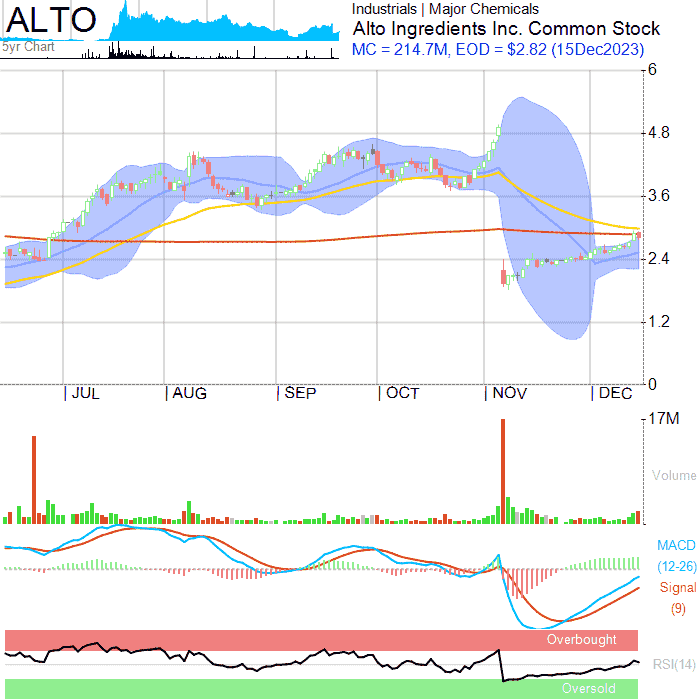 ALTO
5yr Chart
Industrials | Major Chemicals
Alto Ingredients Inc. Common Stock
MC = 214.7M, EOD = $2.82 (15Dec2023)
6
4.8
3.6
2.4
1.2
0
JUL AUG SEP OCT NOV DEC
17M
Volume
MACD
(12-26)
Signal
(9)
Overbought
RSI(14)
Oversold